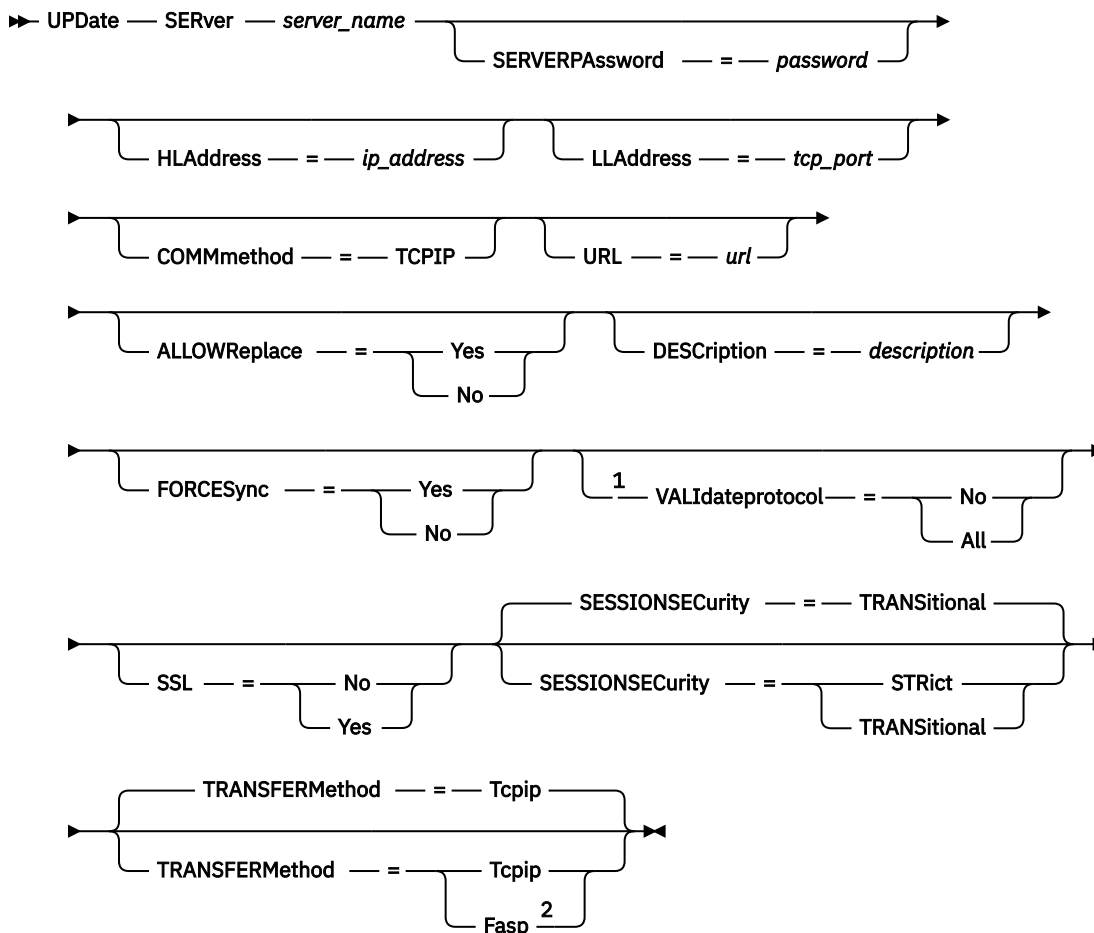 UPDate SERver server_name
SERVERPAssword = password
HLAddress = ip_address LLAddress = tcp_port
COMMmethod = TCPIP URL = url
ALLOWReplace = Yes DESCription = description
No
FORCESync = Yes 1 VALIdateprotocol = No
No All
SESSIONSECurity = TRANSitional
SSL = No SESSIONSECurity = STRict
Yes TRANSitional
TRANSFERMethod = Tcpip
TRANSFERMethod = Tcpip
Fasp 2